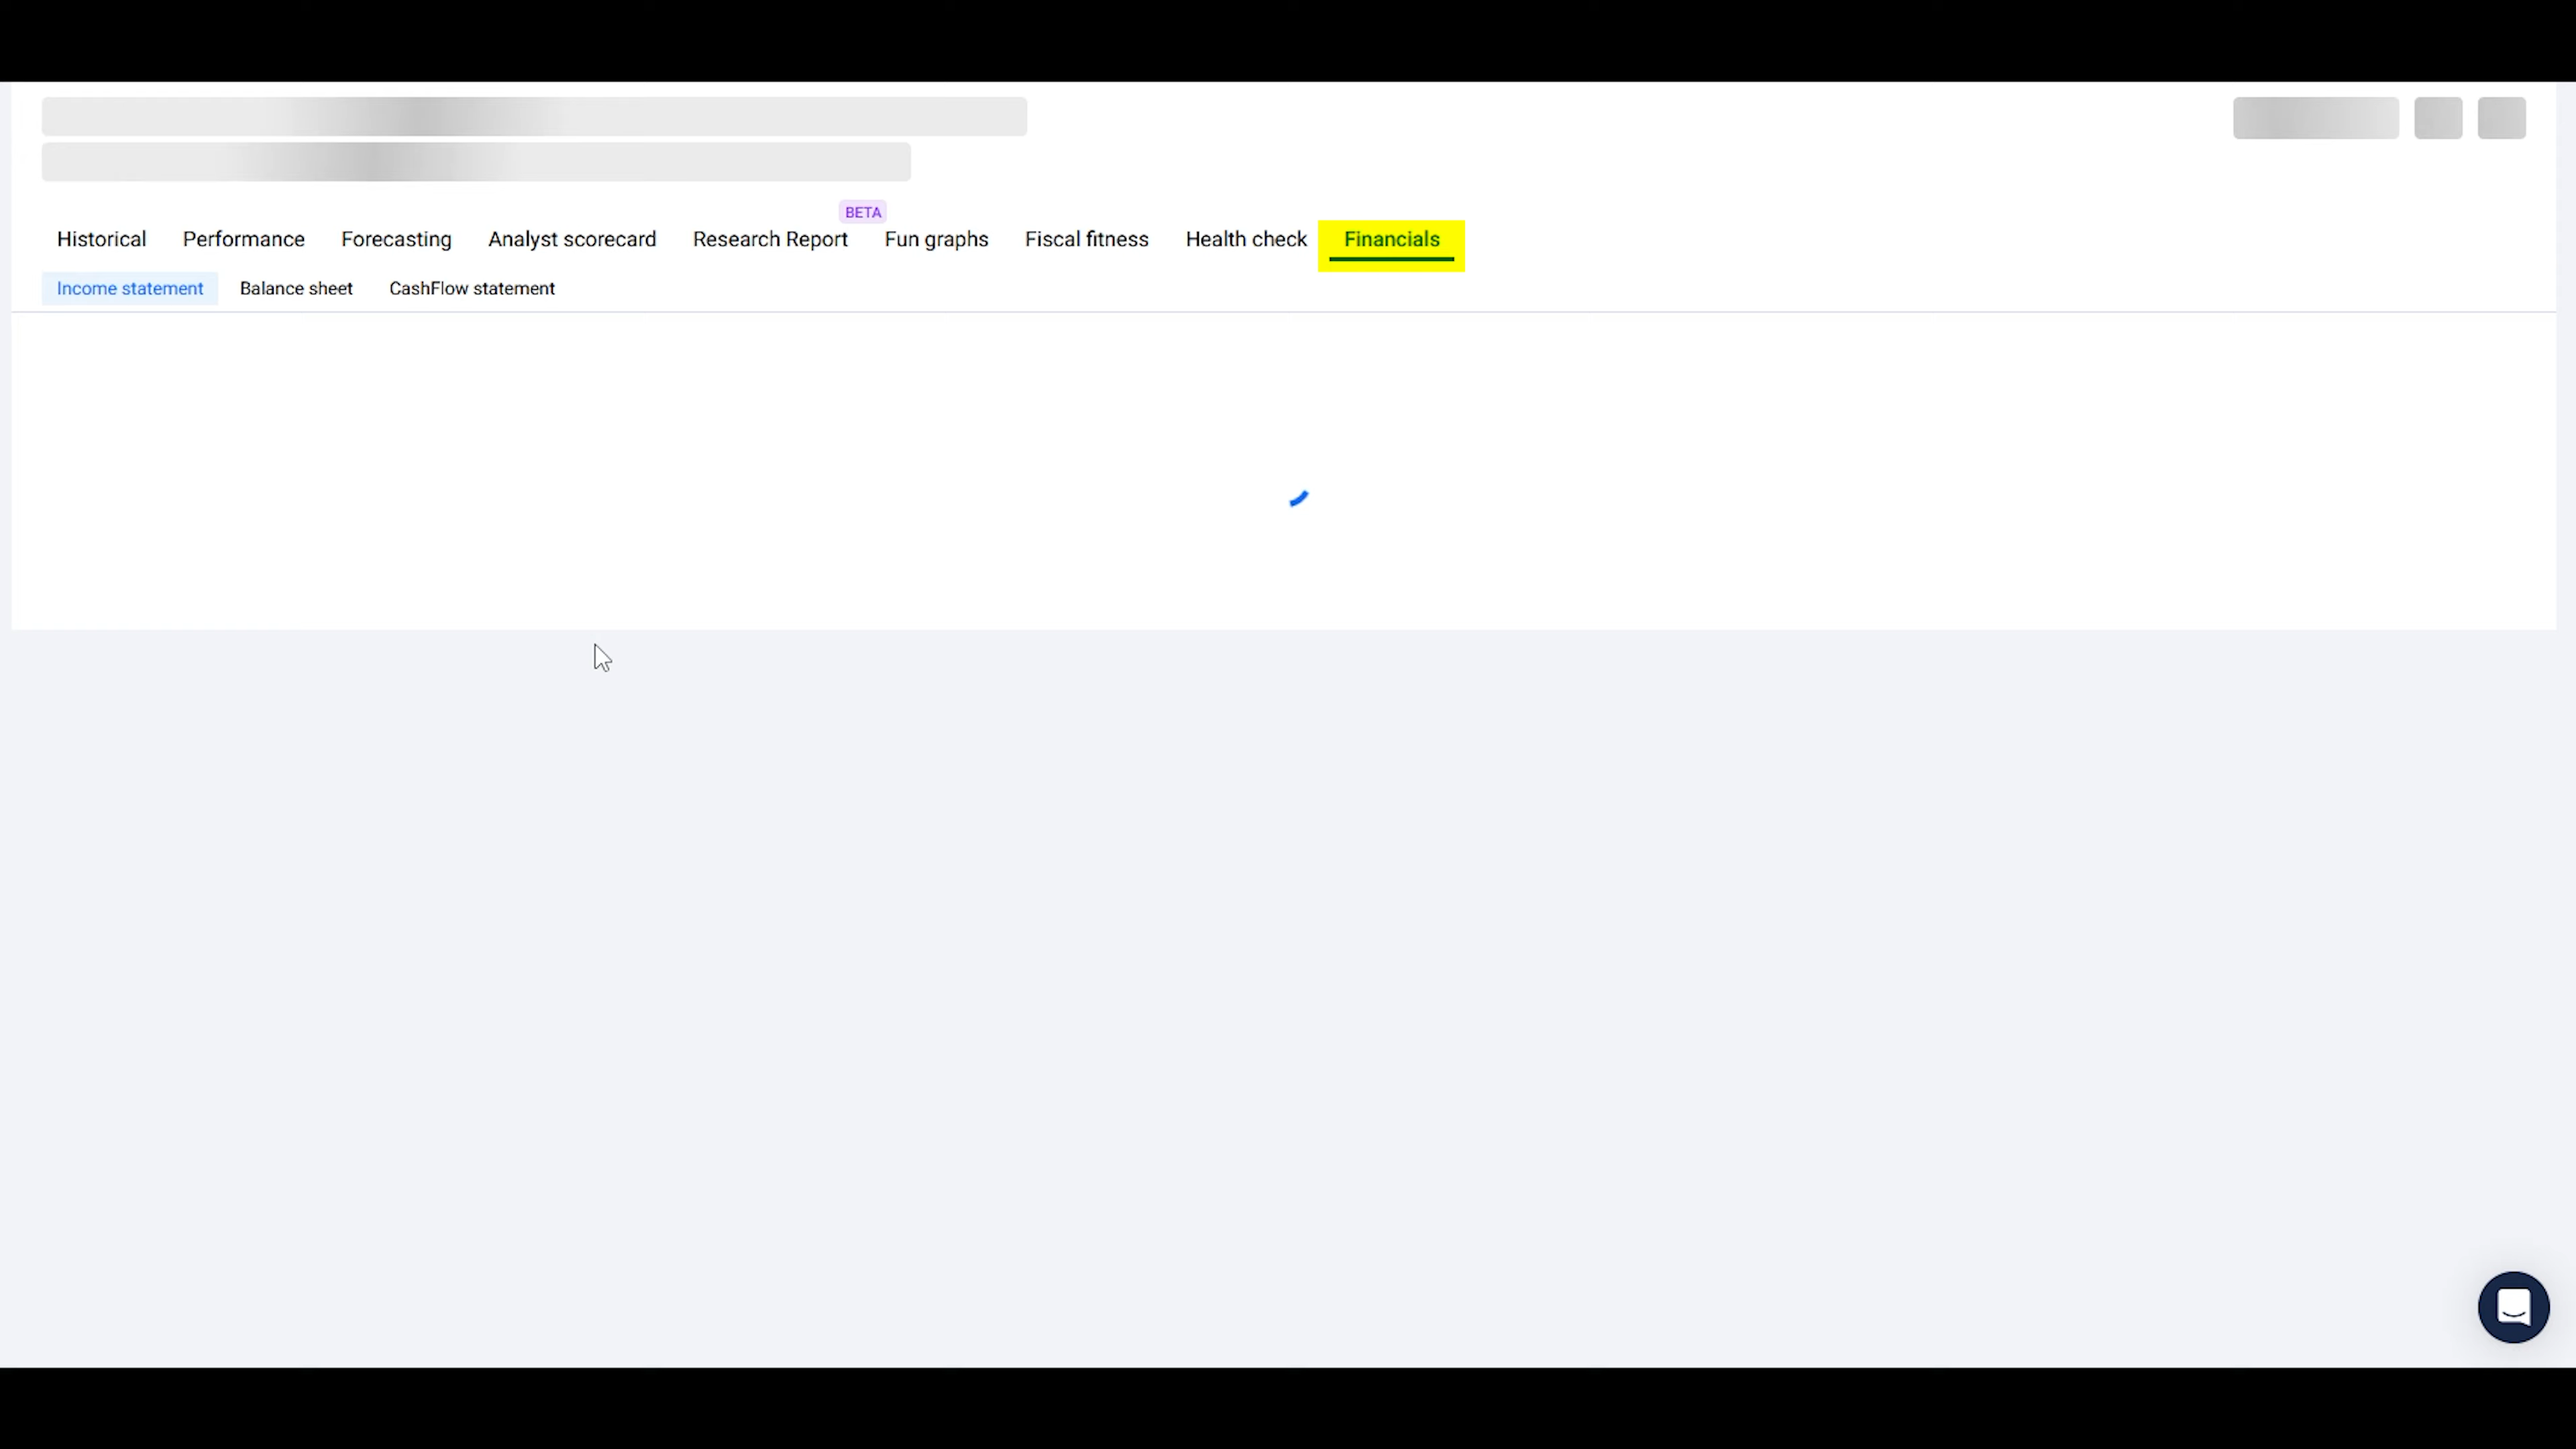 BETA
Historical Performance Forecasting Analyst scorecard Research Report Fun graphs Fiscal fitness Health check Financials
Income statement Balance sheet CashFlow statement